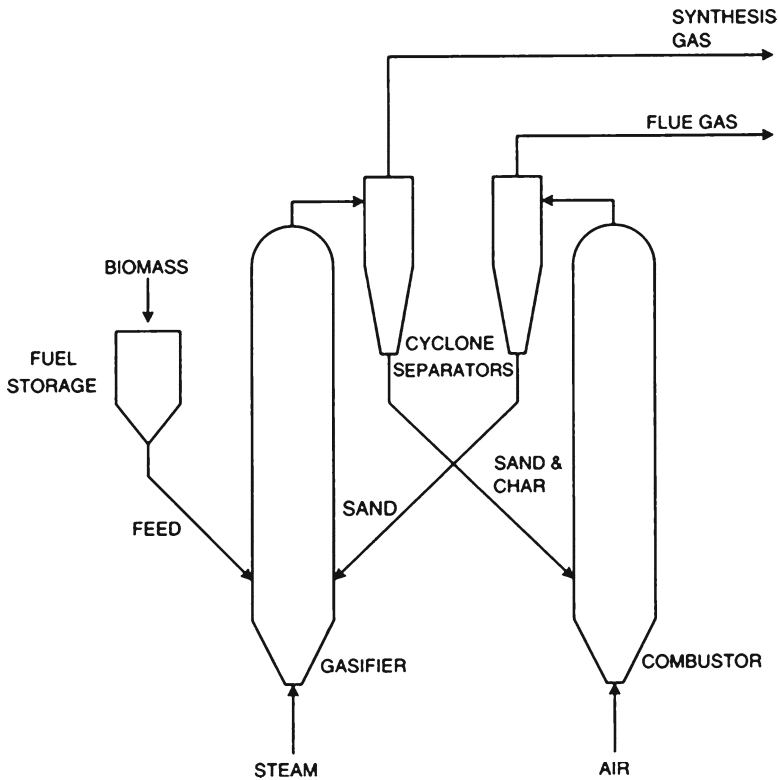 SYNTHESIS
GAS
FLUE GAS
BIOMASS
FUEL
STORAGE
CYCLONE
SEPARATORS
SAND &
CHAR
SAND
FEED
GASIFIER
COMBUSTOR
STEAM
AIR